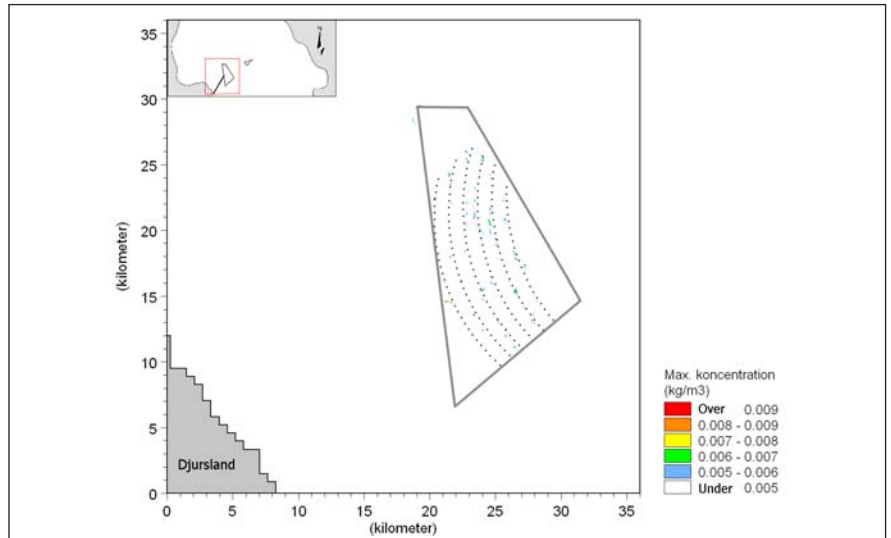 35
30
25
20
15
10
5
0
(kilometer)
0 5 10 15 20 25 30 35
(kilometer)
Djursland
Max. koncentration
(kg/m3)
Over 0.009
0.008 - 0.009
0.007 - 0.008
0.006 - 0.007
0.005 - 0.006
Under 0.005